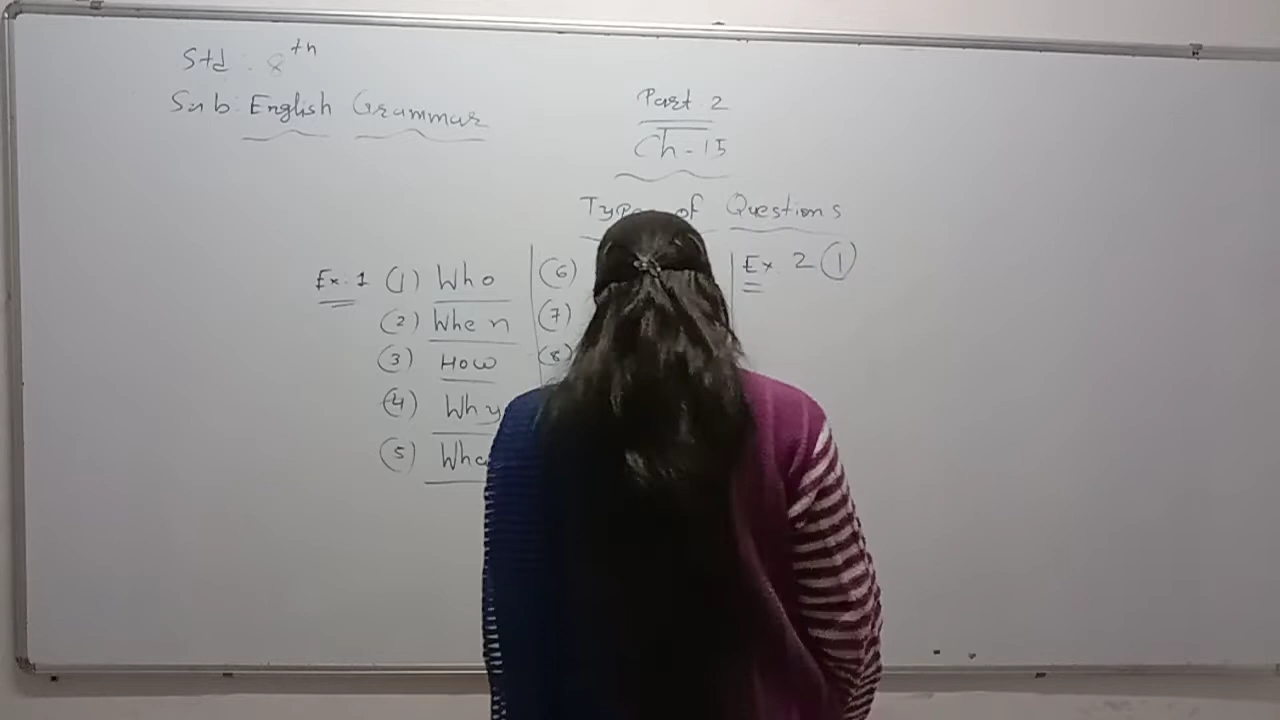 Std : 8th
Sub: English Grammar
Part 2
Ch-15
of Questions
Ex. 1 (1) Who
(2) When
(3) How
(4) Why
(5)
(6)
(7)
(8)
Ex 2 (1)